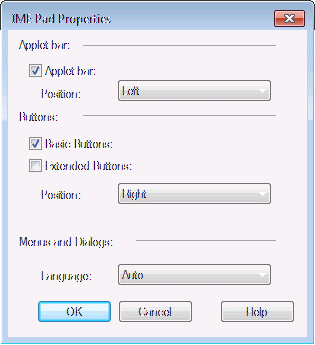 IME Pad Properties
Applet bar:
Applet bar:
Position: Left
Buttons:
Basic Buttons:
Extended Buttons:
Position: Right
Menus and Dialogs:
Language: Auto
OK Cancel Help